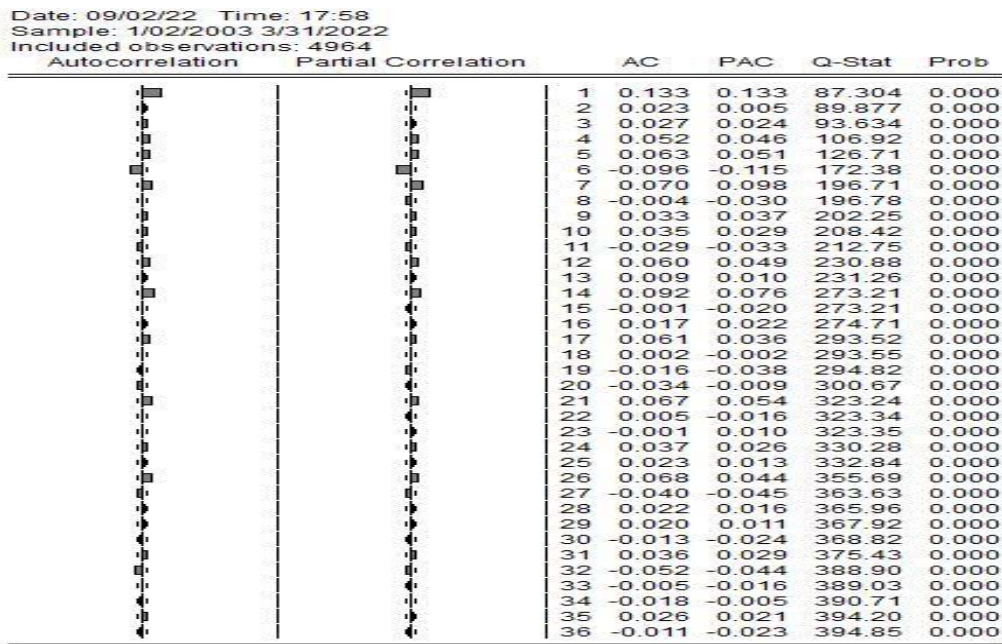 Date: 09/02/22 Time: 17:58
Sample: 1/02/2003 3/31/2022
Included observations: 4964
Autocorrelation Partial Correlation AC PAC Q-Stat Prob
1 0.133 0.133 87.304 0.000
2 0.023 0.005 89.877 0.000
3 0.027 0.024 93.634 0.000
4 0.052 0.046 106.92 0.000
5 0.063 0.051 126.71 0.000
6 -0.096 -0.115 172.38 0.000
7 0.070 0.098 196.71 0.000
8 -0.004 -0.030 196.78 0.000
9 0.033 0.037 202.25 0.000
10 0.035 0.029 208.42 0.000
11 -0.029 -0.033 212.75 0.000
12 0.060 0.049 230.88 0.000
13 0.009 0.010 231.26 0.000
14 0.092 0.076 273.21 0.000
15 -0.001 -0.020 273.21 0.000
16 0.017 0.022 274.71 0.000
17 0.061 0.036 293.52 0.000
18 0.002 -0.002 293.55 0.000
19 -0.016 -0.038 294.82 0.000
20 -0.034 -0.009 300.67 0.000
21 0.067 0.054 323.24 0.000
22 0.005 -0.016 323.34 0.000
23 -0.001 0.010 323.35 0.000
24 0.037 0.026 330.28 0.000
25 0.023 0.013 332.84 0.000
26 0.068 0.044 355.69 0.000
27 -0.040 -0.045 363.63 0.000
28 0.022 0.016 365.96 0.000
29 0.020 0.011 367.92 0.000
30 -0.013 -0.024 368.82 0.000
31 0.036 0.029 375.43 0.000
32 -0.052 -0.044 388.90 0.000
33 -0.005 -0.016 389.03 0.000
34 -0.018 -0.005 390.71 0.000
35 0.026 0.021 394.20 0.000
36 -0.011 -0.023 394.85 0.000